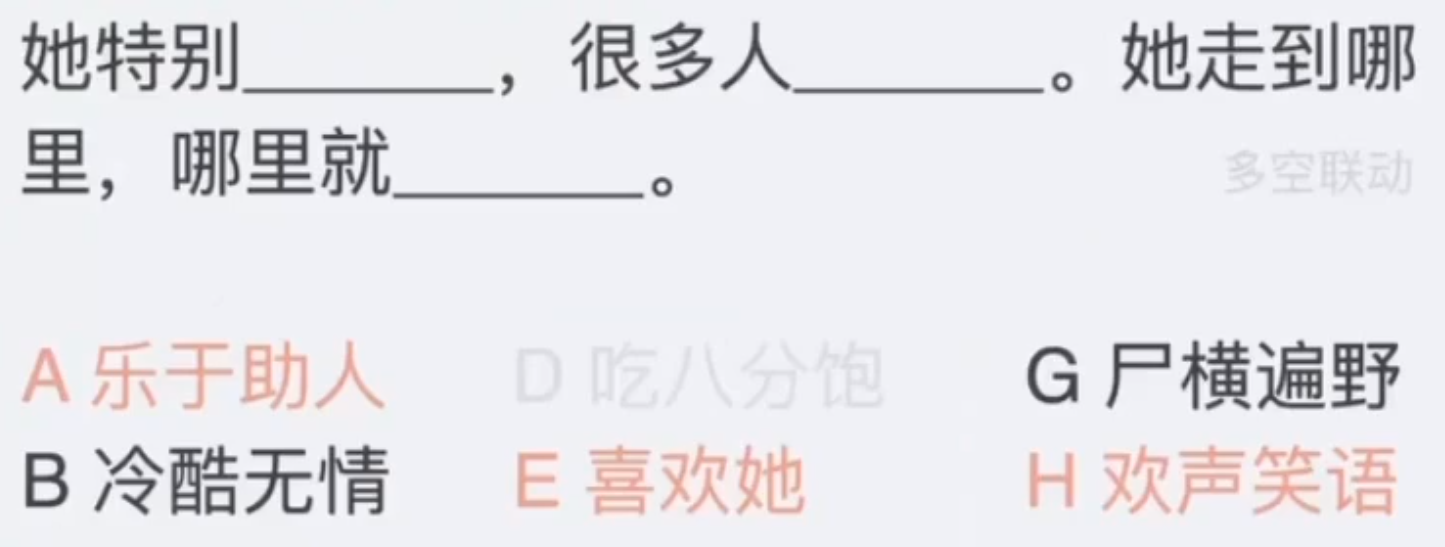 她特别_______，很多人_______。她走到哪
里，哪里就_______。
多空联动
A 乐于助人 D 吃八分饱 G 尸横遍野
B 冷酷无情 E 喜欢她 H 欢声笑语